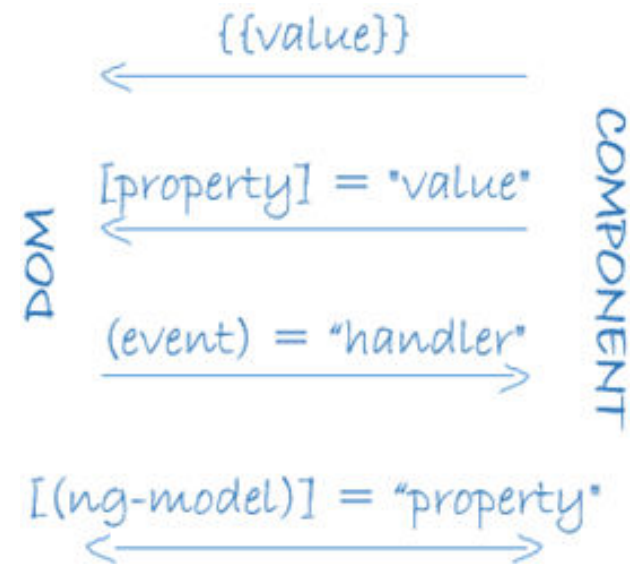 {{value}}
[property] = "value"
DOM
COMPONENT
(event) = "handler"
[(ng-model)] = "property"